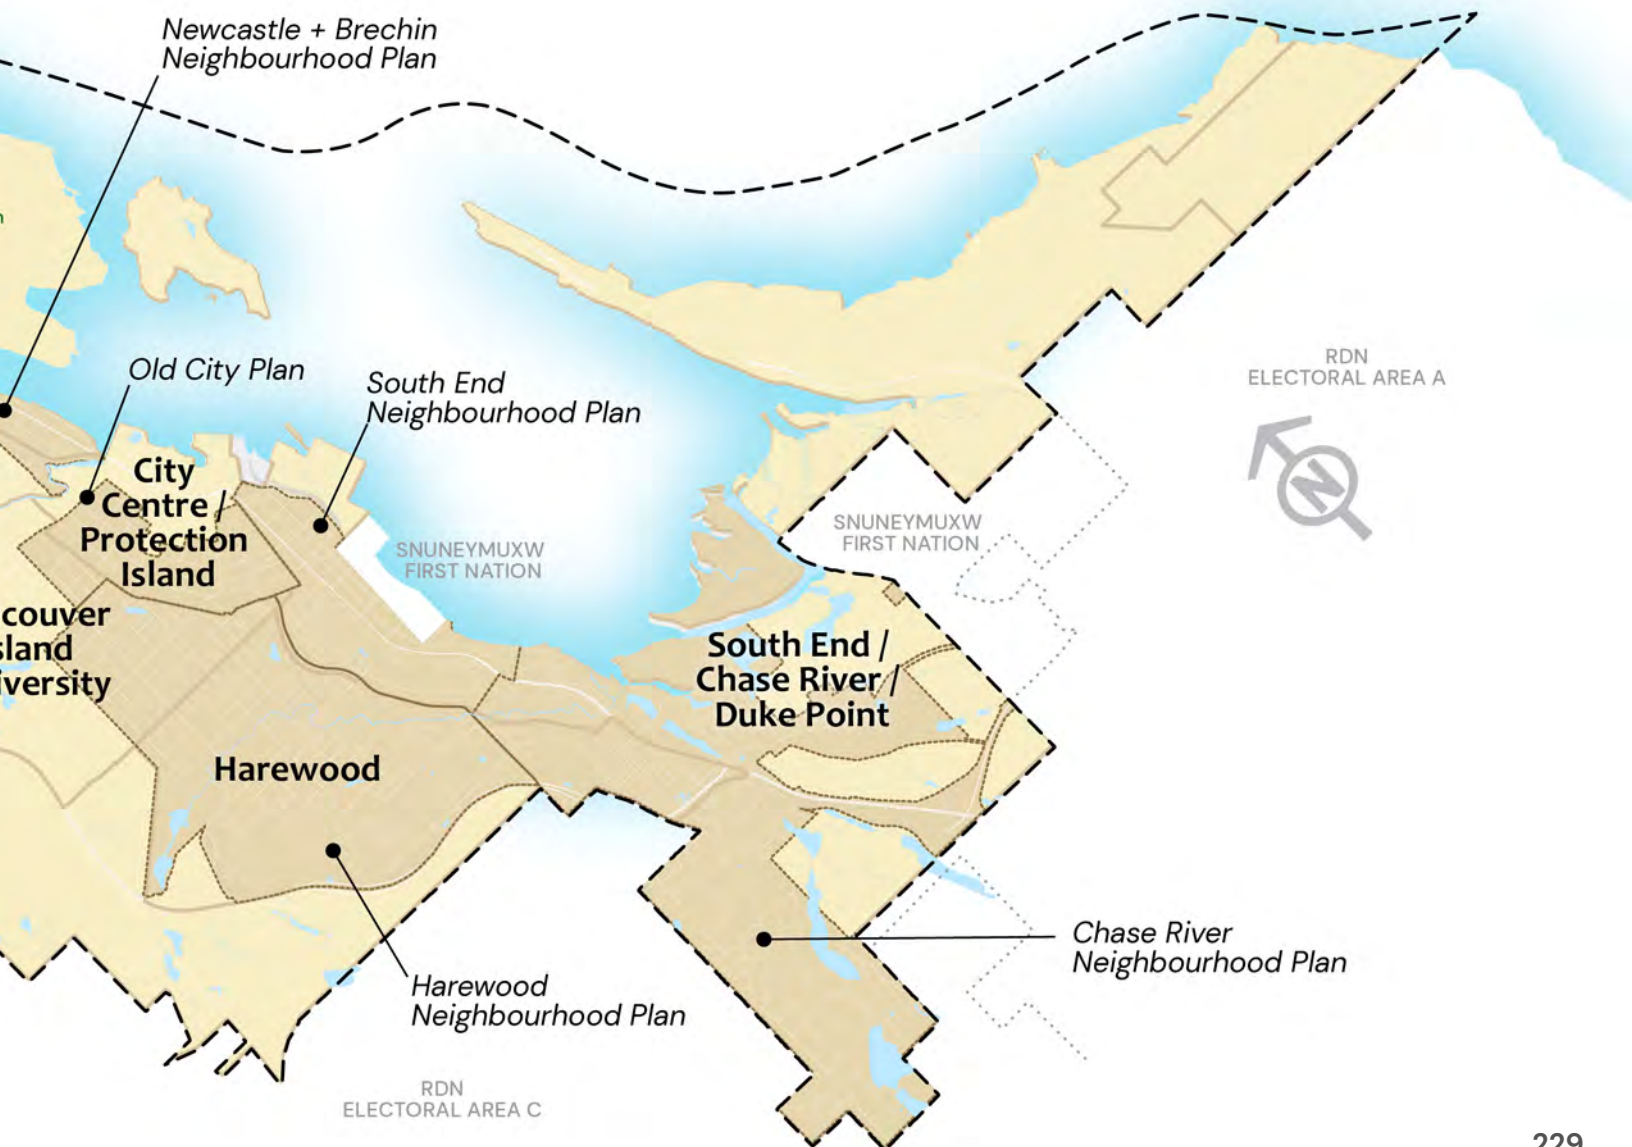 Newcastle + Brechin
Neighbourhood Plan
n
Old City Plan
South End
Neighbourhood Plan
RDN
ELECTORAL AREA A
N
City
Centre /
Protection
Island
SNUNEYMUXW
FIRST NATION
SNUNEYMUXW
FIRST NATION
couver
sland
iversity
South End /
Chase River /
Duke Point
Harewood
Chase River
Neighbourhood Plan
Harewood
Neighbourhood Plan
RDN
ELECTORAL AREA C
229